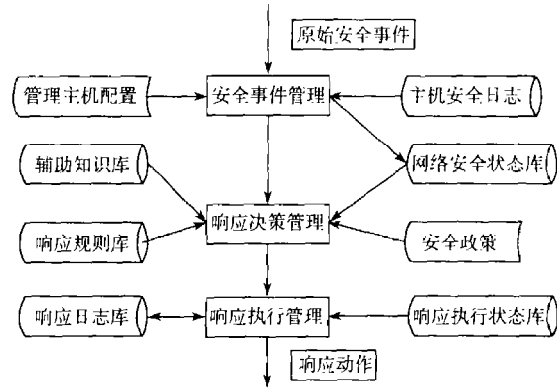 原始安全事件
管理主机配置
安全事件管理
主机安全日志
辅助知识库
网络安全状态库
响应决策管理
响应规则库
安全政策
响应日志库
响应执行管理
响应执行状态库
响应动作